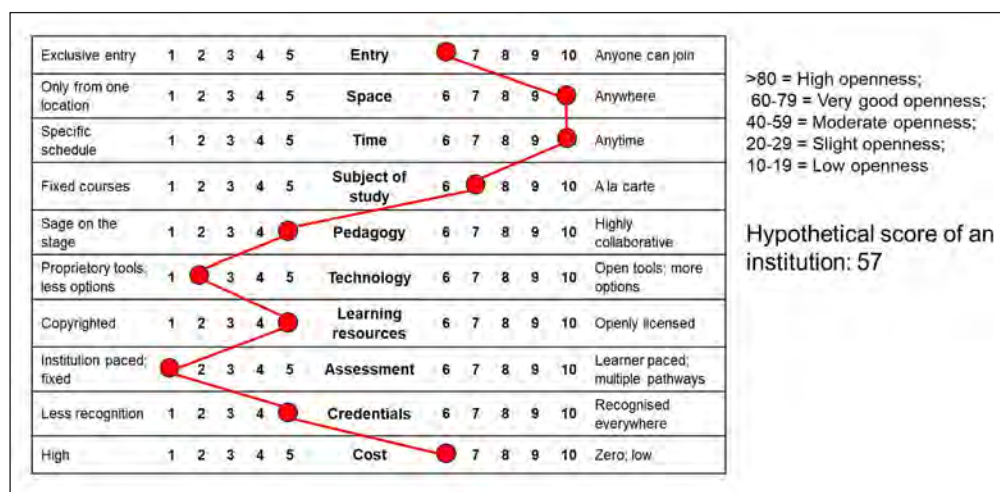 Exclusive entry 1 2 3 4 5 Entry 7 8 9 10 Anyone can join
Only from one
location 1 2 3 4 5 Space 6 7 8 9 Anywhere
Specific
schedule 1 2 3 4 5 Time 6 7 8 9 Anytime
Fixed courses 1 2 3 4 5 Subject of
study 6 8 9 10 A la carte
Sage on the
stage 1 2 3 4 Pedagogy 6 7 8 9 10 Highly
collaborative
Proprietory tools;
less options 1 3 4 5 Technology 6 7 8 9 10 Open tools; more
options
Copyrighted 1 2 3 4 Learning
resources 6 7 8 9 10 Openly licensed
Institution paced;
fixed 2 3 4 5 Assessment 6 7 8 9 10 Learner paced;
multiple pathways
Less recognition 1 2 3 4 Credentials 6 7 8 9 10 Recognised
everywhere
High 1 2 3 4 5 Cost 7 8 9 10 Zero; low
>80 = High openness;
60-79 = Very good openness;
40-59 = Moderate openness;
20-29 = Slight openness;
10-19 = Low openness
Hypothetical score of an
institution: 57